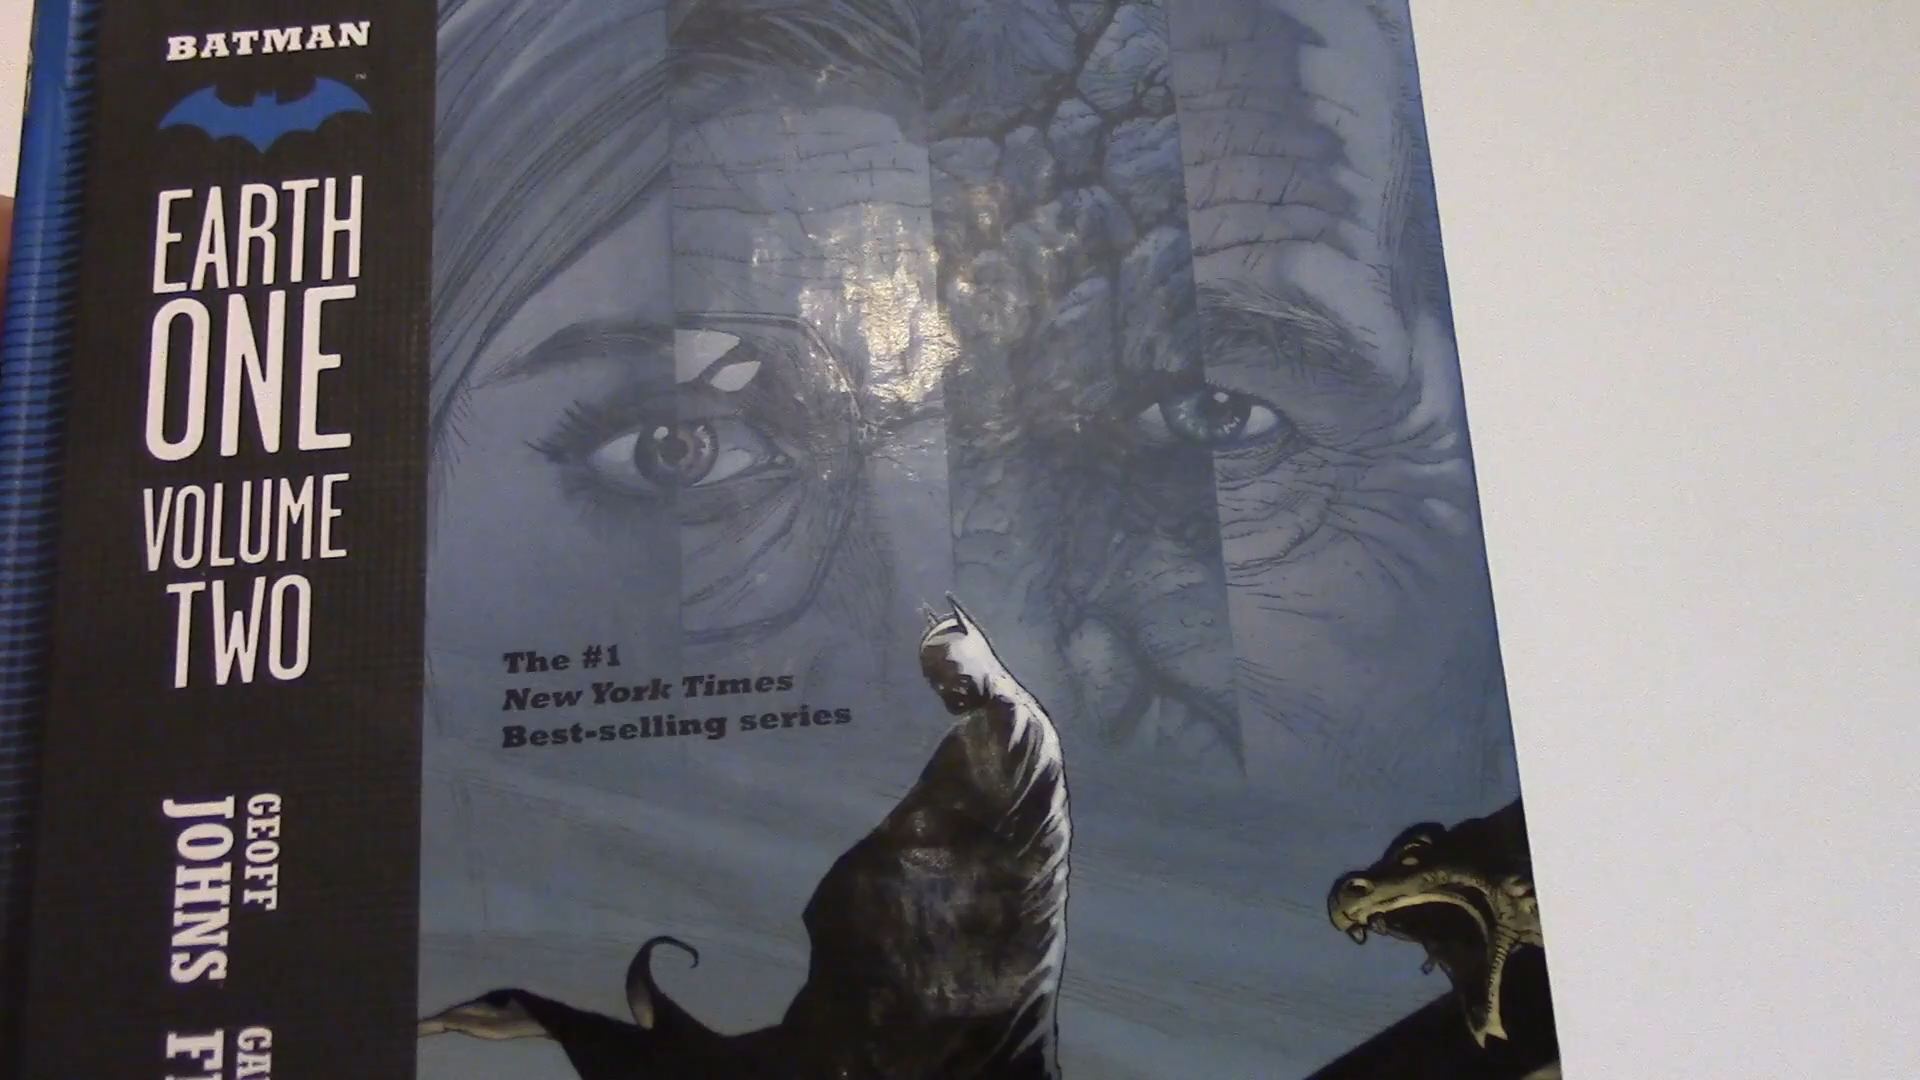 BATMAN
EARTH
ONE
VOLUME
TWO
GEOFF
JOHNS
The #1
New York Times
Best-selling series